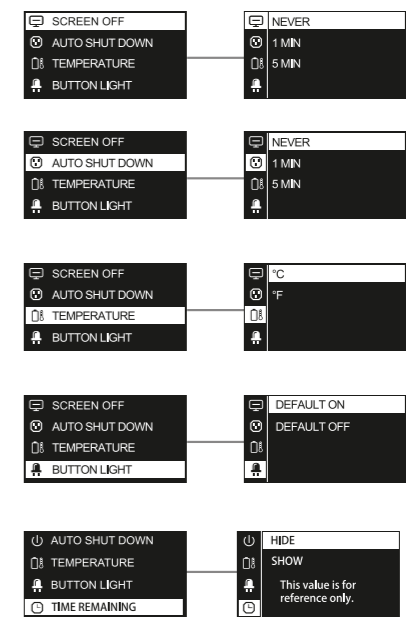 SCREEN OFF
AUTO SHUT DOWN
TEMPERATURE
BUTTON LIGHT
NEVER
1 MIN
5 MIN
SCREEN OFF
AUTO SHUT DOWN
TEMPERATURE
BUTTON LIGHT
NEVER
1 MIN
5 MIN
SCREEN OFF
AUTO SHUT DOWN
TEMPERATURE
BUTTON LIGHT
°C
°F
SCREEN OFF
AUTO SHUT DOWN
TEMPERATURE
BUTTON LIGHT
DEFAULT ON
DEFAULT OFF
AUTO SHUT DOWN
TEMPERATURE
BUTTON LIGHT
TIME REMAINING
HIDE
SHOW
This value is for
reference only.